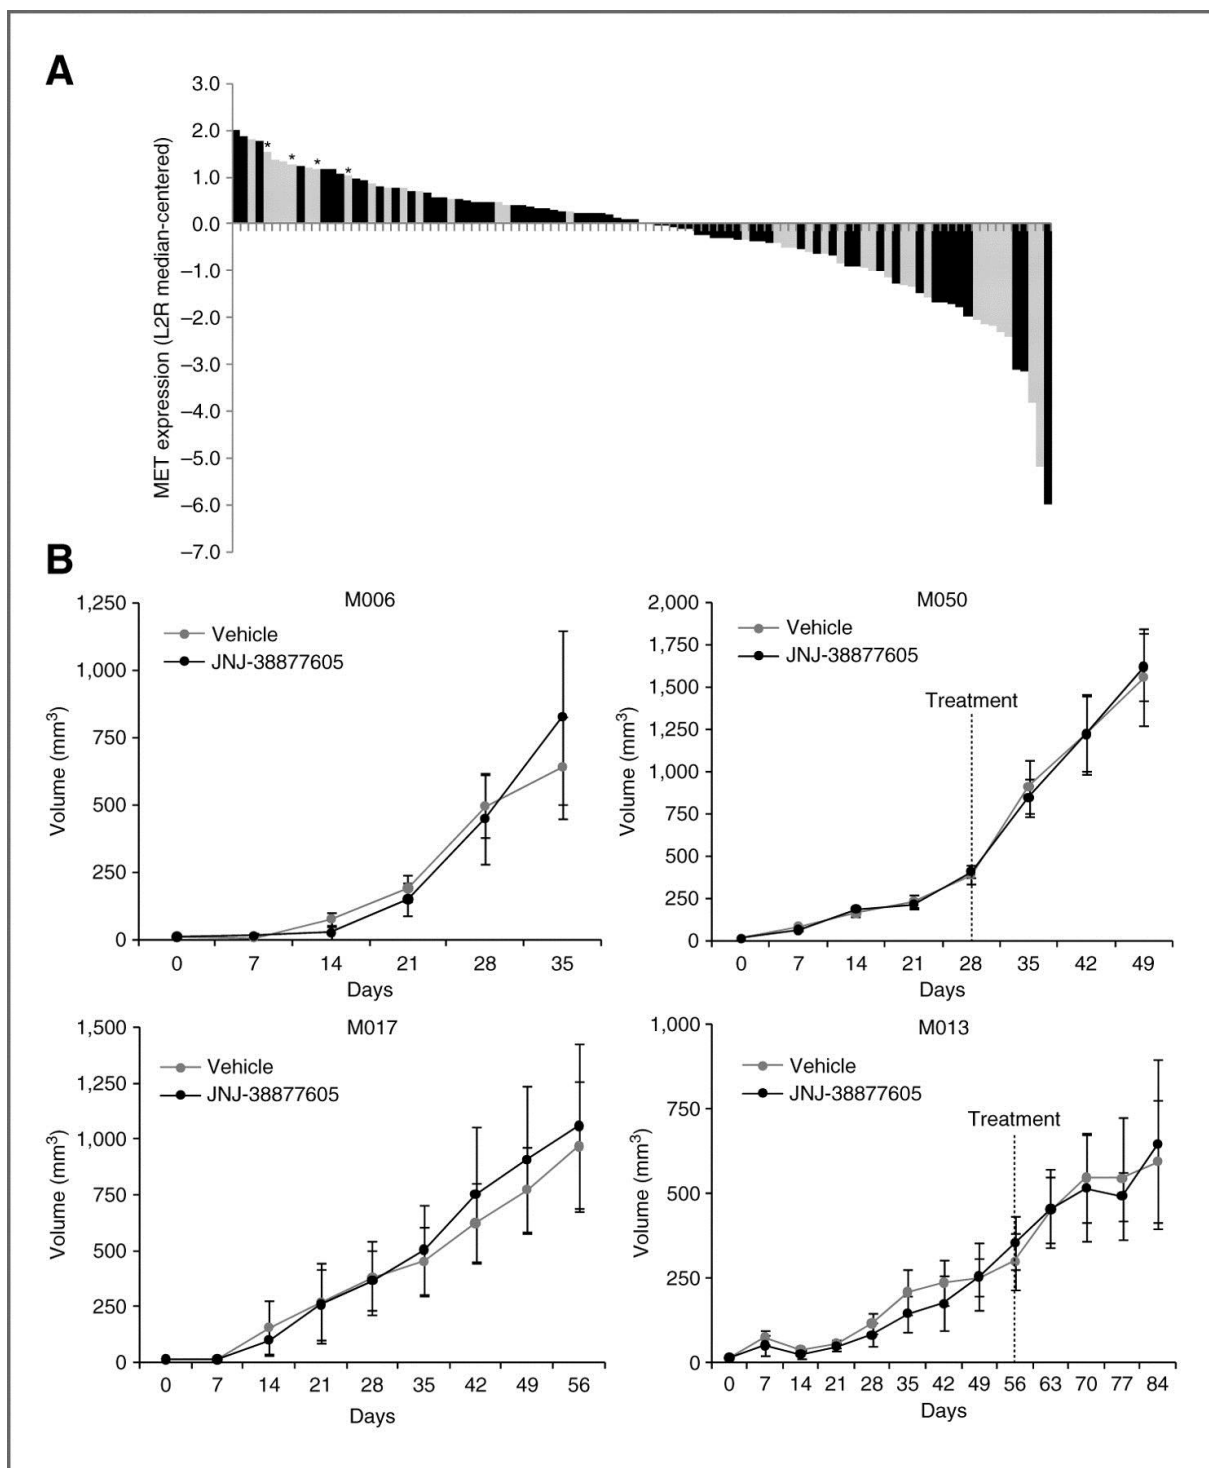 A
3.0
2.0
1.0
0.0
–1.0
–2.0
–3.0
–4.0
–5.0
–6.0
–7.0
MET expression (L2R median-centered)
* * * *
B
M006
1,250
1,000
750
500
250
0
Volume (mm³)
Vehicle
JNJ-38877605
0 7 14 21 28 35
Days
M050
2,000
1,750
1,500
1,250
1,000
750
500
250
0
Volume (mm³)
Vehicle
JNJ-38877605
Treatment
0 7 14 21 28 35 42 49
Days
M017
1,500
1,250
1,000
750
500
250
0
Volume (mm³)
Vehicle
JNJ-38877605
0 7 14 21 28 35 42 49 56
Days
M013
1,000
750
500
250
0
Volume (mm³)
Vehicle
JNJ-38877605
Treatment
0 7 14 21 28 35 42 49 56 63 70 77 84
Days